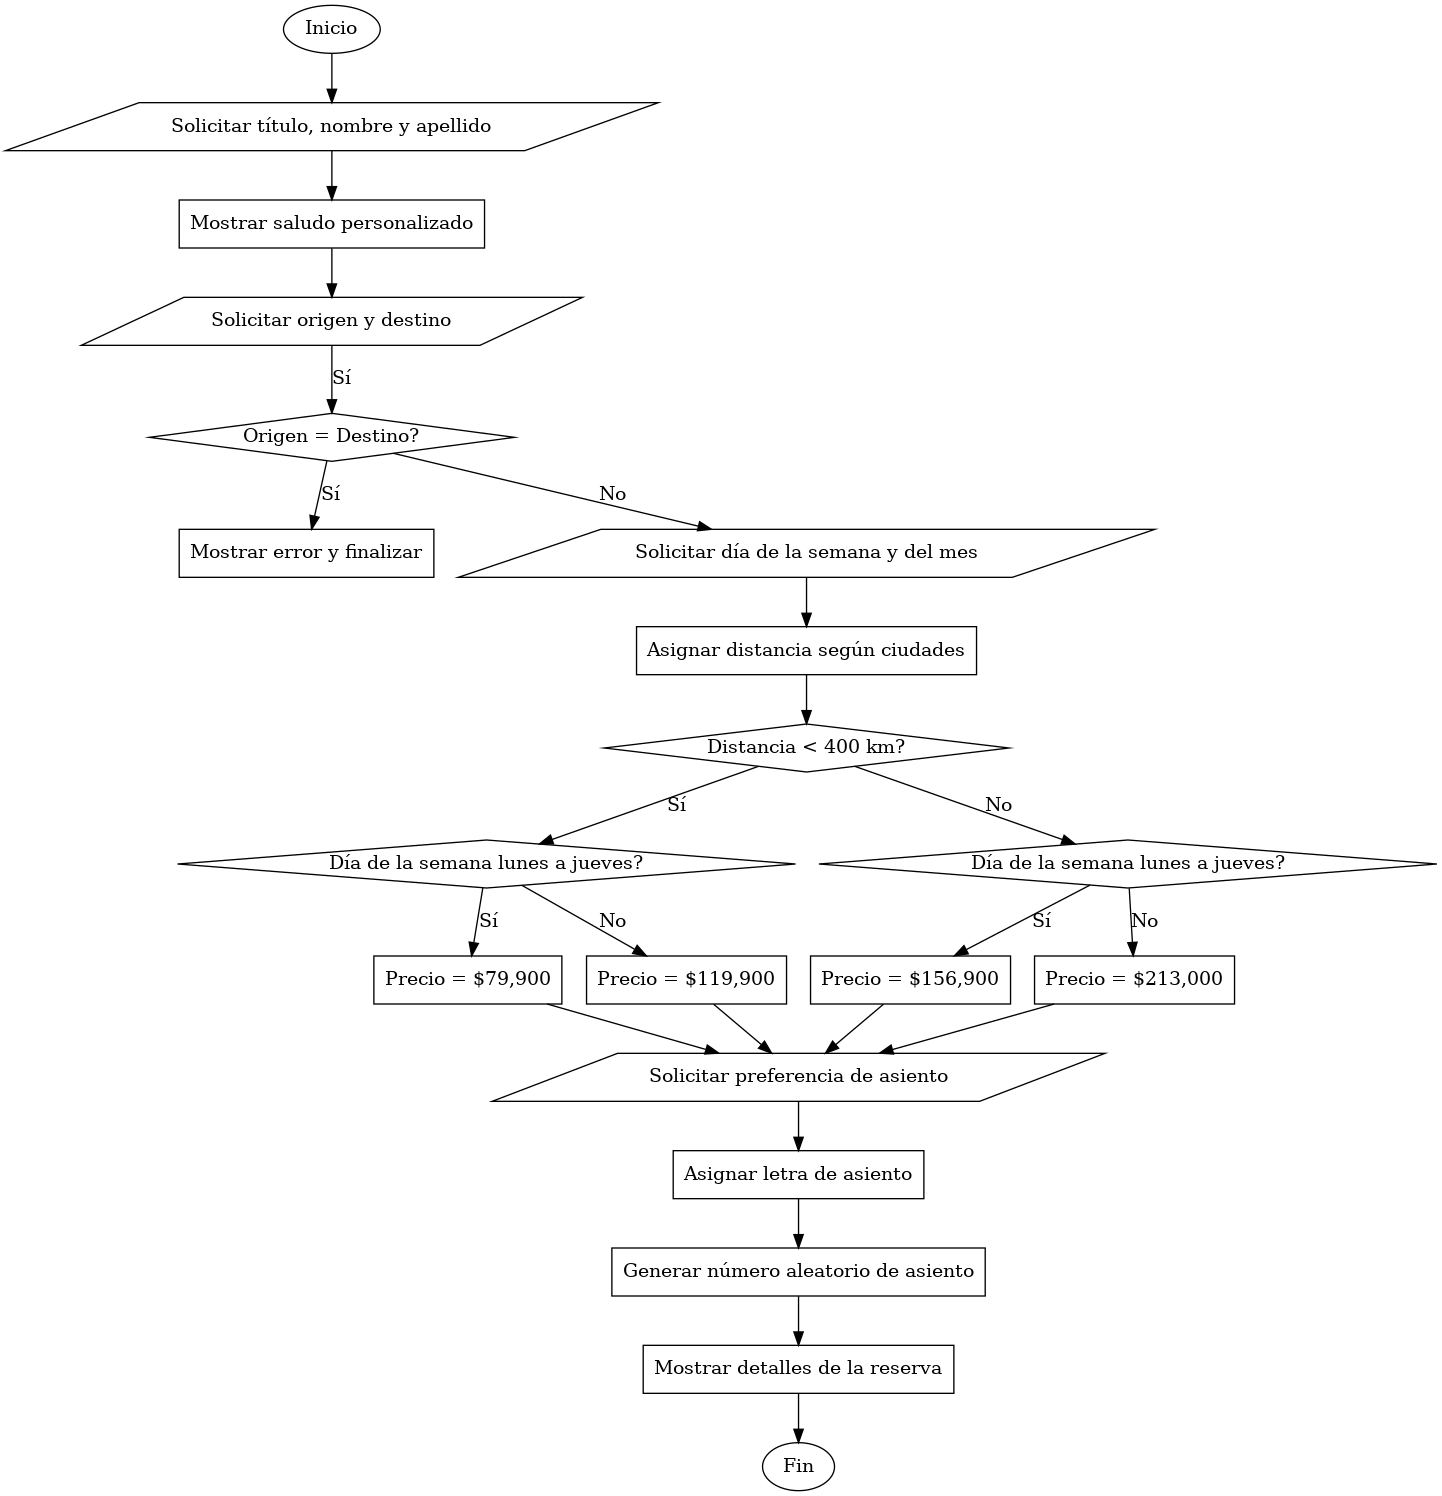 Inicio
Solicitar título, nombre y apellido
Mostrar saludo personalizado
Solicitar origen y destino
Sí
Origen = Destino?
Sí
No
Mostrar error y finalizar
Solicitar día de la semana y del mes
Asignar distancia según ciudades
Distancia < 400 km?
Sí
No
Día de la semana lunes a jueves?
Día de la semana lunes a jueves?
Sí
No
Sí
No
Precio = $79,900
Precio = $119,900
Precio = $156,900
Precio = $213,000
Solicitar preferencia de asiento
Asignar letra de asiento
Generar número aleatorio de asiento
Mostrar detalles de la reserva
Fin